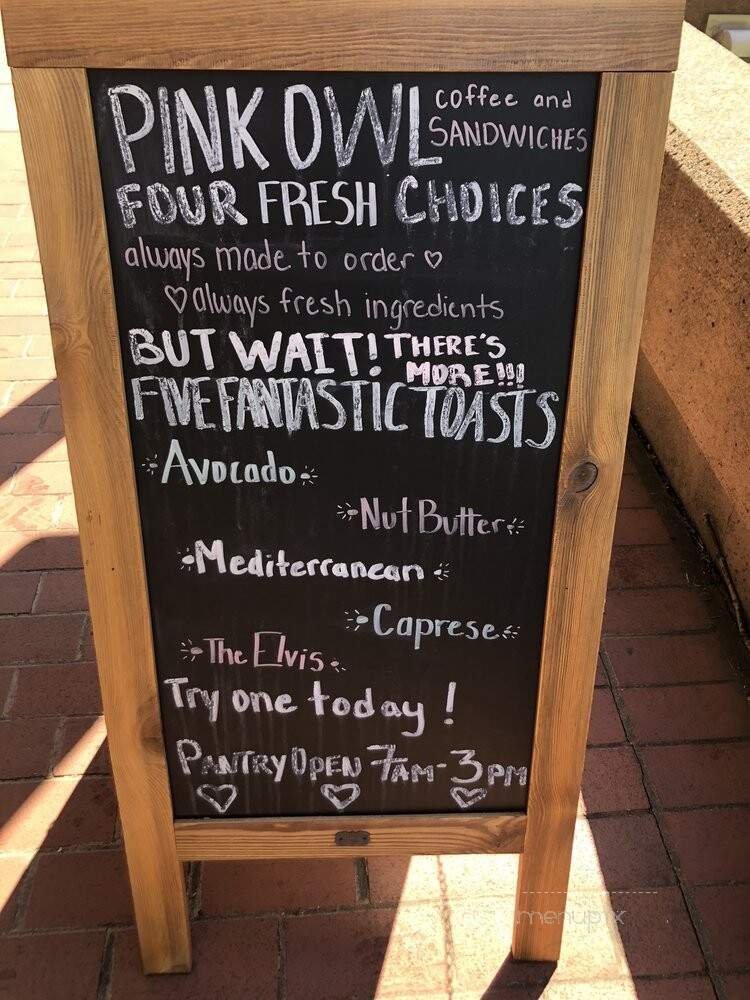 PINK OWL coffee and SANDWICHES
FOUR FRESH CHOICES
always made to order ♡
♡ always fresh ingredients
BUT WAIT! THERE'S MORE!!!
FIVE FANTASTIC TOASTS
Avocado
Nut Butter
Mediterranean
Caprese
The Elvis
Try one today!
PANTRY OPEN 7AM-3PM
♡ ♡ ♡
menupix